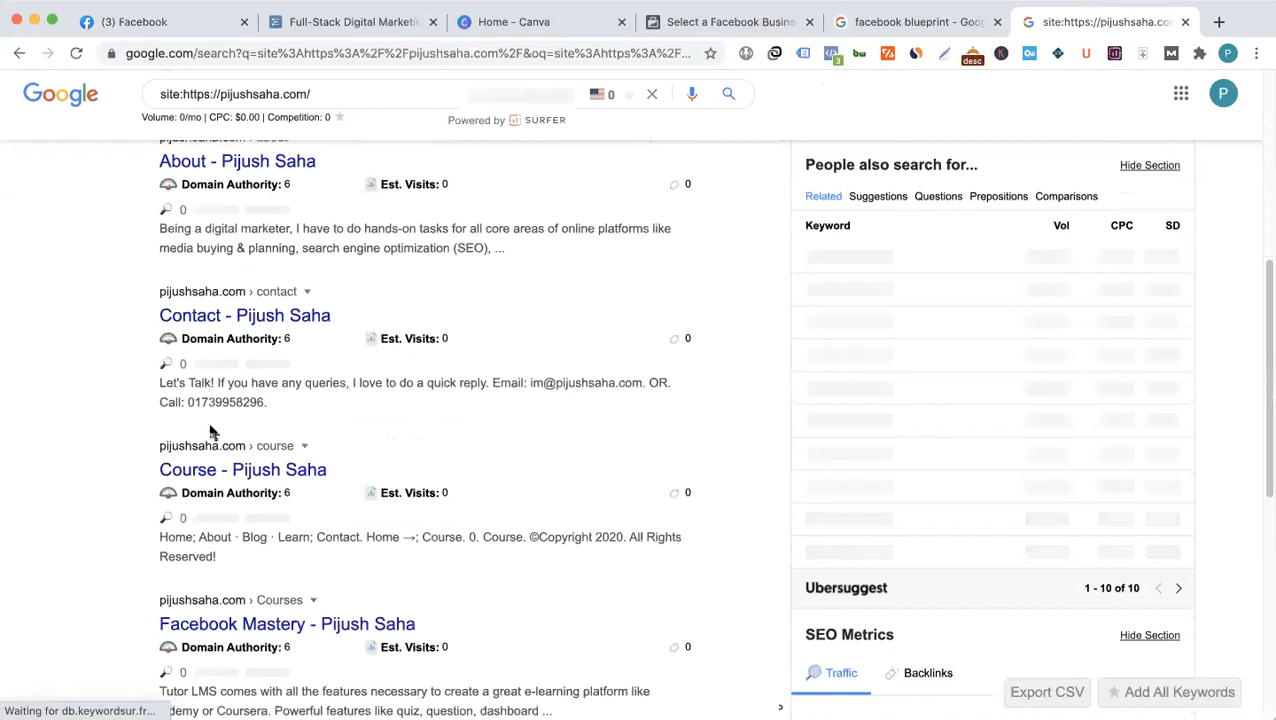 (3) Facebook
Full-Stack Digital Marketin
Home - Canva
Select a Facebook Busine
facebook blueprint - Goog
site:https://pijushsaha.com/
google.com/search?q=site%3Ahttps%3A%2F%2Fpijushsaha.com%2F&oq=site%3Ahttps%3A%2F%2F...
Google
site:https://pijushsaha.com/
0
P
Volume: 0/mo | CPC: $0.00 | Competition: 0
Powered by SURFER
About - Pijush Saha
Domain Authority: 6
Est. Visits: 0
0
0
Being a digital marketer, I have to do hands-on tasks for all core areas of online platforms like
media buying & planning, search engine optimization (SEO), ...
pijushsaha.com › contact
Contact - Pijush Saha
Domain Authority: 6
Est. Visits: 0
0
0
Let's Talk! If you have any queries, I love to do a quick reply. Email: im@pijushsaha.com. OR.
Call: 01739958296.
pijushsaha.com › course
Course - Pijush Saha
Domain Authority: 6
Est. Visits: 0
0
0
Home; About · Blog · Learn; Contact. Home →; Course. 0. Course. ©Copyright 2020. All Rights
Reserved!
pijushsaha.com › Courses
Facebook Mastery - Pijush Saha
Domain Authority: 6
Est. Visits: 0
0
0
Tutor LMS comes with all the features necessary to create a great e-learning platform like
demy or Coursera. Powerful features like quiz, question, dashboard ...
Waiting for db.keywordsur.fr...
People also search for...
Hide Section
Related Suggestions Questions Prepositions Comparisons
Keyword Vol CPC SD
Ubersuggest
1 - 10 of 10
SEO Metrics
Hide Section
Traffic
Backlinks
Export CSV
Add All Keywords